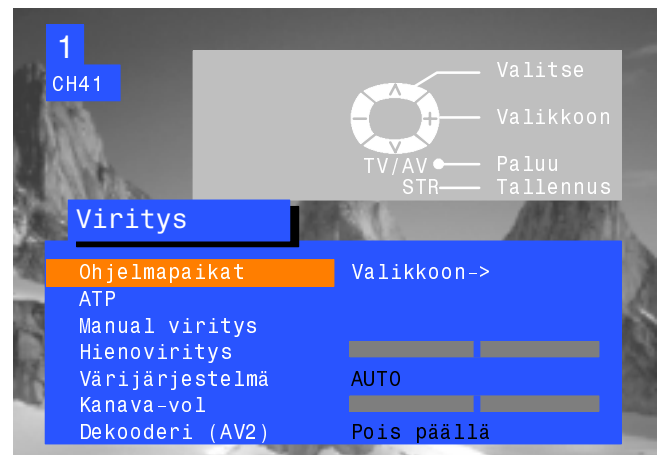 1
CH41
Valitse
Valikkoon
TV/AV Paluu
STR Tallennus
Viritys
Ohjelmapaikat Valikkoon->
ATP
Manual viritys
Hienoviritys
Värijärjestelmä AUTO
Kanava-vol
Dekooderi (AV2) Pois päällä